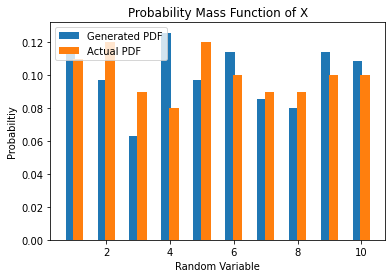 Probability Mass Function of X
Generated PDF
Actual PDF
0.12
0.10
0.08
0.06
0.04
0.02
0.00
Probabiltiy
2 4 6 8 10
Random Variable